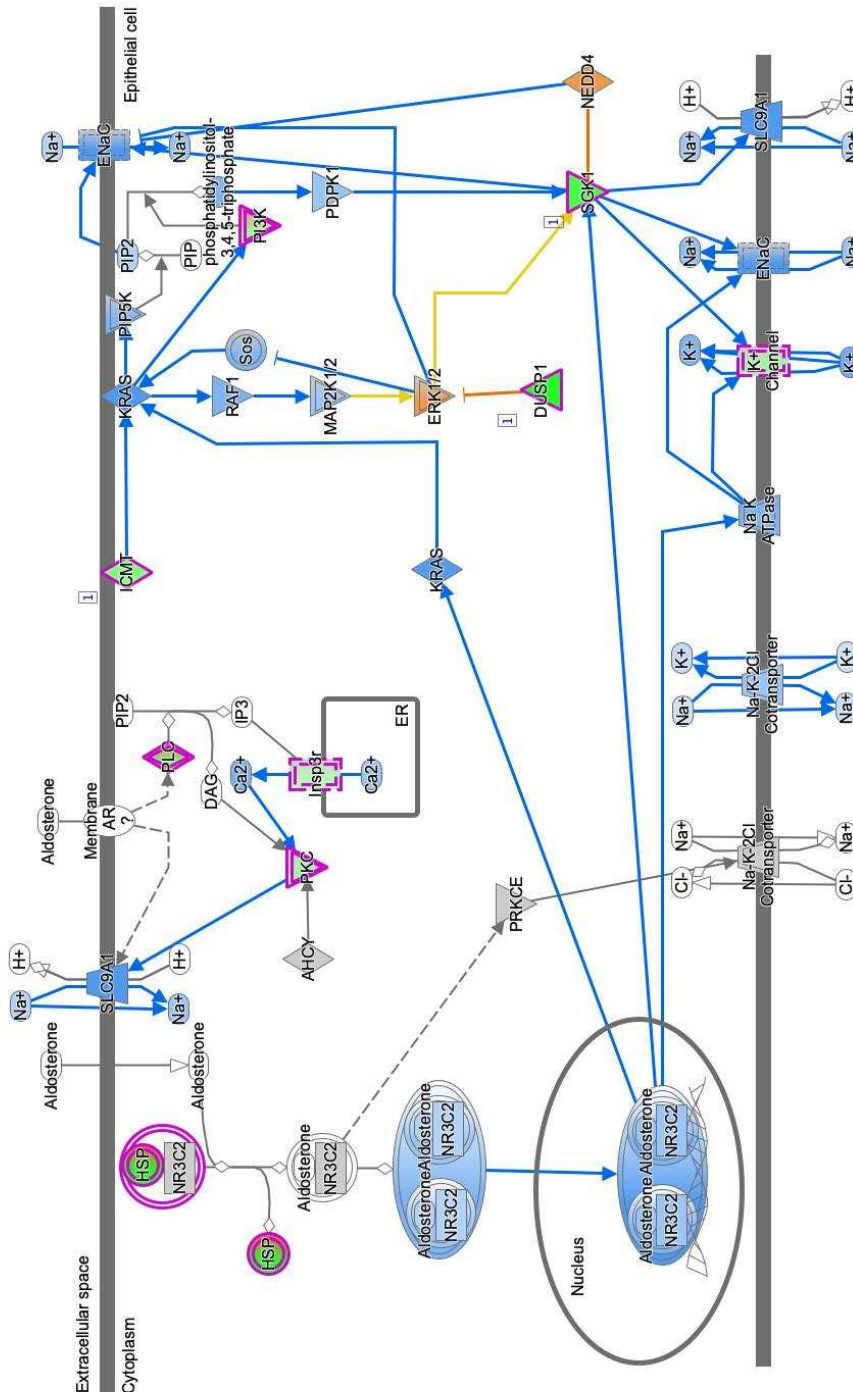 Extracellular space
Cytoplasm
Epithelial cell
Aldosterone
Aldosterone
HSP
NR3C2
HSP
Aldosterone
NR3C2
Aldosterone
Aldosterone
NR3C2
NR3C2
Nucleus
Aldosterone
Aldosterone
NR3C2
NR3C2
Na+
H+
SLC9A1
Na+
H+
Aldosterone
Membrane
AR
?
PLC
PIP2
DAG
IP3
Ca2+
Insp3r
Ca2+
ER
PKC
AHCY
PRKCE
1
ICMT
KRAS
KRAS
RAF1
MAP2K1/2
ERK1/2
Sos
DUSP1
1
PIP5K
PIP2
PIP
PI3K
phosphatidylinositol-
3,4,5-triphosphate
PDPK1
Na+
ENaC
Na+
1
SGK1
NEDD4
Cl-
Na+
Na-K-2Cl
Cotransporter
Cl-
Na+
Na+
K+
Na-K-2Cl
Cotransporter
Na+
K+
Na K
ATPase
K+
K+
Channel
K+
Na+
ENaC
Na+
Na+
H+
SLC9A1
Na+
H+